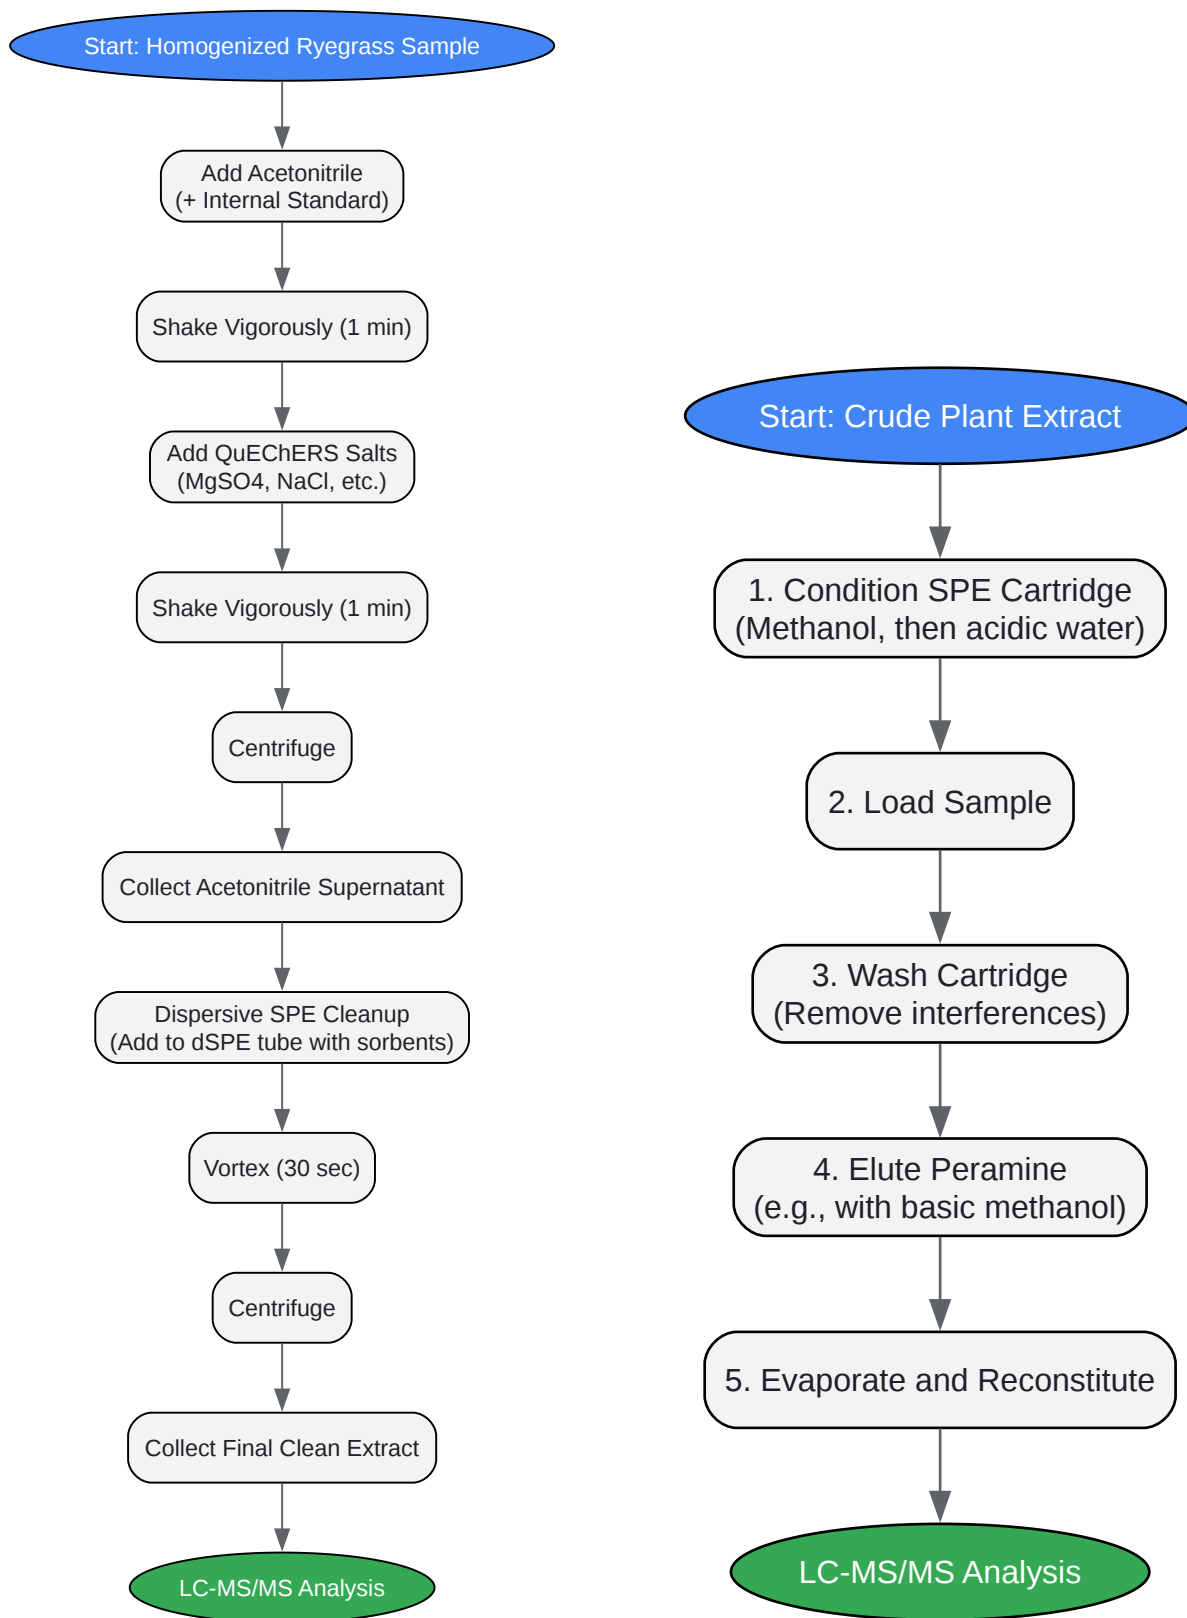 Start: Homogenized Ryegrass Sample
Add Acetonitrile
(+ Internal Standard)
Shake Vigorously (1 min)
Add QuEChERS Salts
(MgSO4, NaCl, etc.)
Shake Vigorously (1 min)
Centrifuge
Collect Acetonitrile Supernatant
Dispersive SPE Cleanup
(Add to dSPE tube with sorbents)
Vortex (30 sec)
Centrifuge
Collect Final Clean Extract
LC-MS/MS Analysis
Start: Crude Plant Extract
1. Condition SPE Cartridge
(Methanol, then acidic water)
2. Load Sample
3. Wash Cartridge
(Remove interferences)
4. Elute Peramine
(e.g., with basic methanol)
5. Evaporate and Reconstitute
LC-MS/MS Analysis